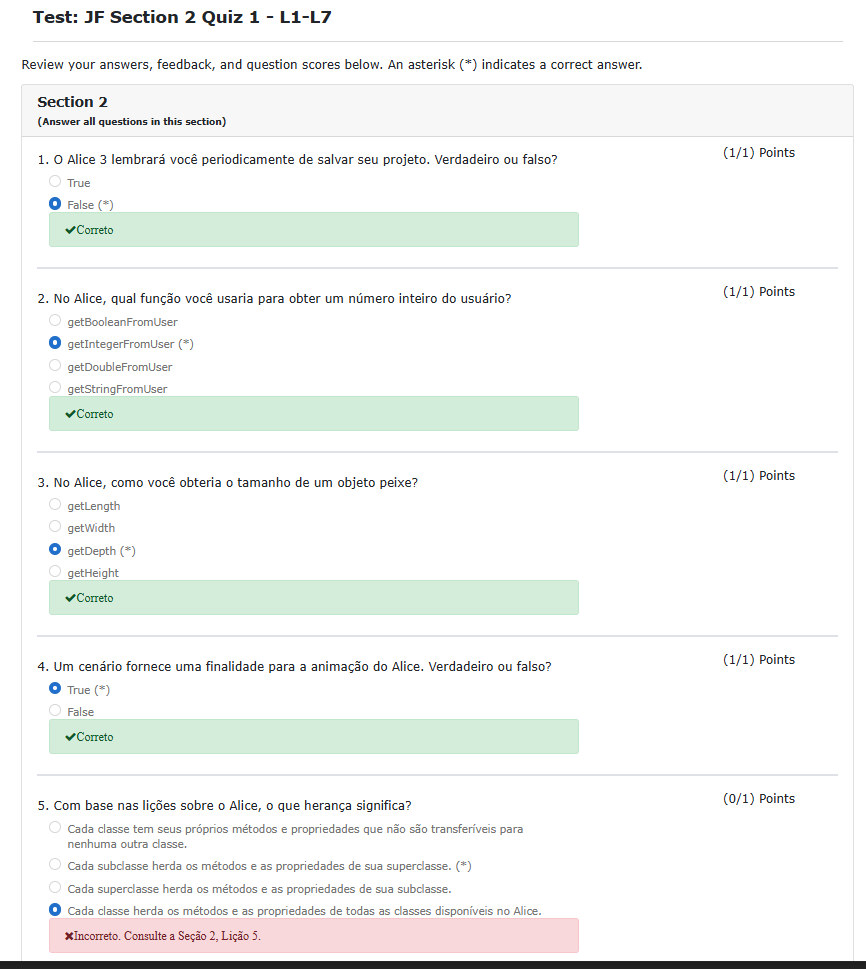 Test: JF Section 2 Quiz 1 - L1-L7
Review your answers, feedback, and question scores below. An asterisk (*) indicates a correct answer.
Section 2
(Answer all questions in this section)
1. O Alice 3 lembrará você periodicamente de salvar seu projeto. Verdadeiro ou falso?
(1/1) Points
True
False (*)
✔Correto
2. No Alice, qual função você usaria para obter um número inteiro do usuário?
(1/1) Points
getBooleanFromUser
getIntegerFromUser (*)
getDoubleFromUser
getStringFromUser
✔Correto
3. No Alice, como você obteria o tamanho de um objeto peixe?
(1/1) Points
getLength
getWidth
getDepth (*)
getHeight
✔Correto
4. Um cenário fornece uma finalidade para a animação do Alice. Verdadeiro ou falso?
(1/1) Points
True (*)
False
✔Correto
5. Com base nas lições sobre o Alice, o que herança significa?
(0/1) Points
Cada classe tem seus próprios métodos e propriedades que não são transferíveis para
nenhuma outra classe.
Cada subclasse herda os métodos e as propriedades de sua superclasse. (*)
Cada superclasse herda os métodos e as propriedades de sua subclasse.
Cada classe herda os métodos e as propriedades de todas as classes disponíveis no Alice.
✖Incorreto. Consulte a Seção 2, Lição 5.